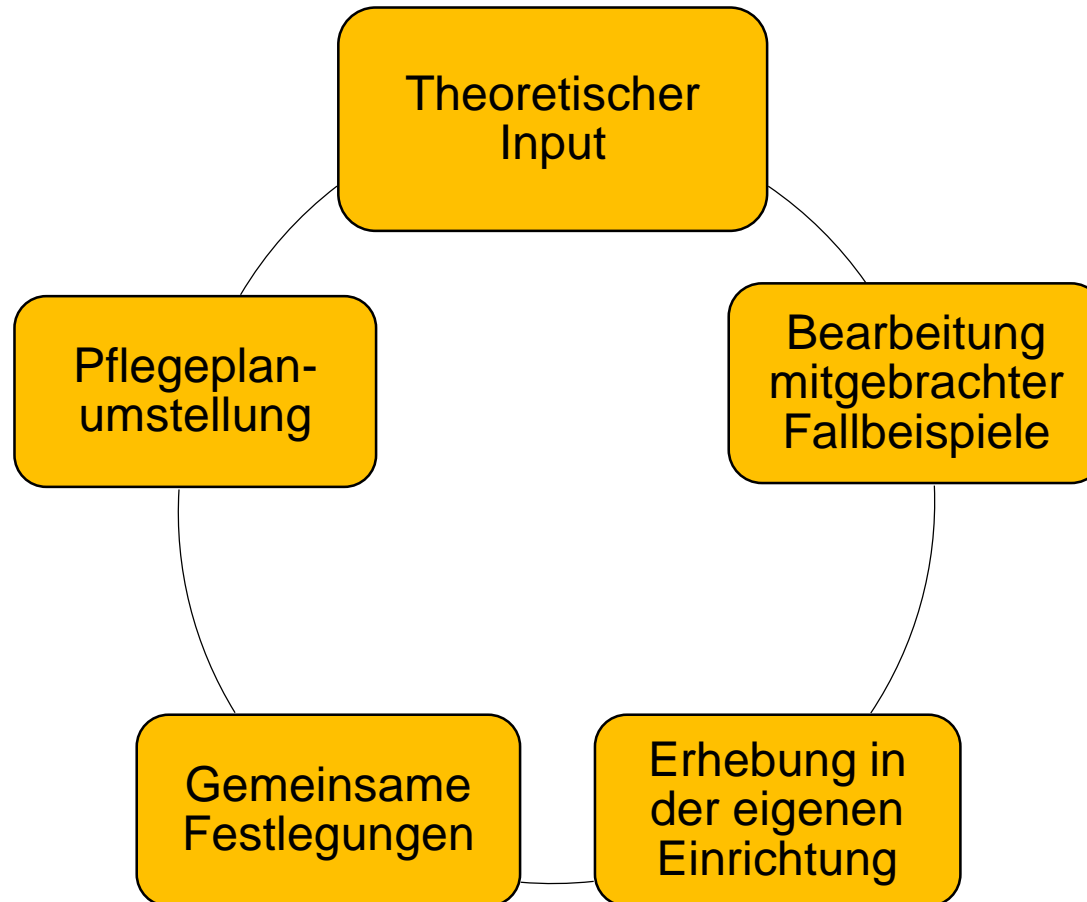 Theoretischer
Input
Bearbeitung
mitgebrachter
Fallbeispiele
Erhebung in
der eigenen
Einrichtung
Gemeinsame
Festlegungen
Pflegeplan-
umstellung